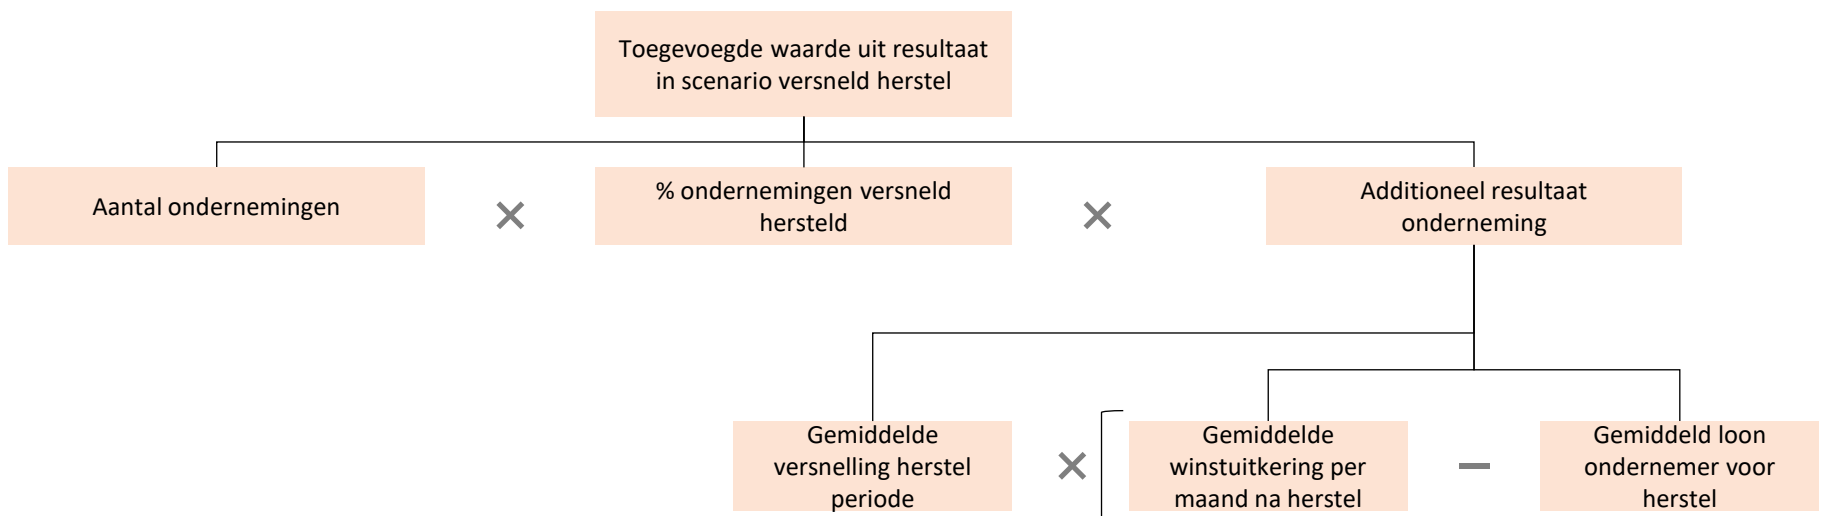 Toegevoegde waarde uit resultaat
in scenario versneld herstel
Aantal ondernemingen
×
% ondernemingen versneld
hersteld
×
Additioneel resultaat
onderneming
Gemiddelde
versnelling herstel
periode
×
Gemiddelde
winstuitkering per
maand na herstel
−
Gemiddeld loon
ondernemer voor
herstel